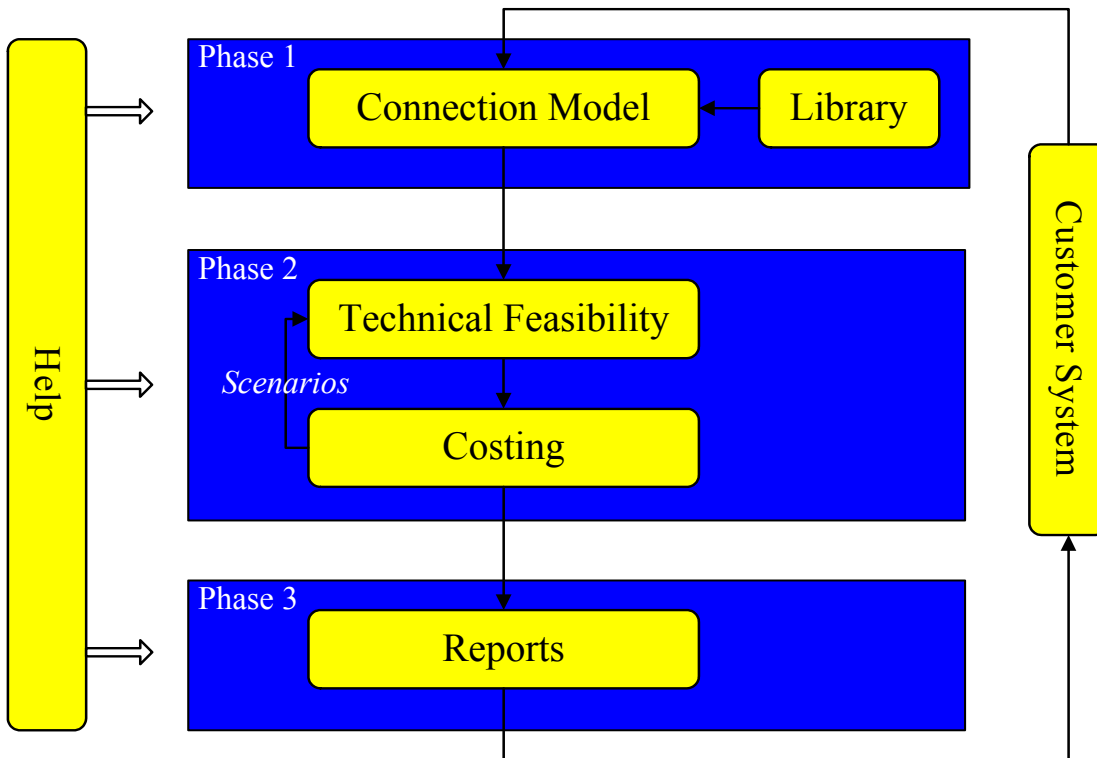 Phase 1
Connection Model
Library
Phase 2
Technical Feasibility
Scenarios
Costing
Phase 3
Reports
Help
Customer System